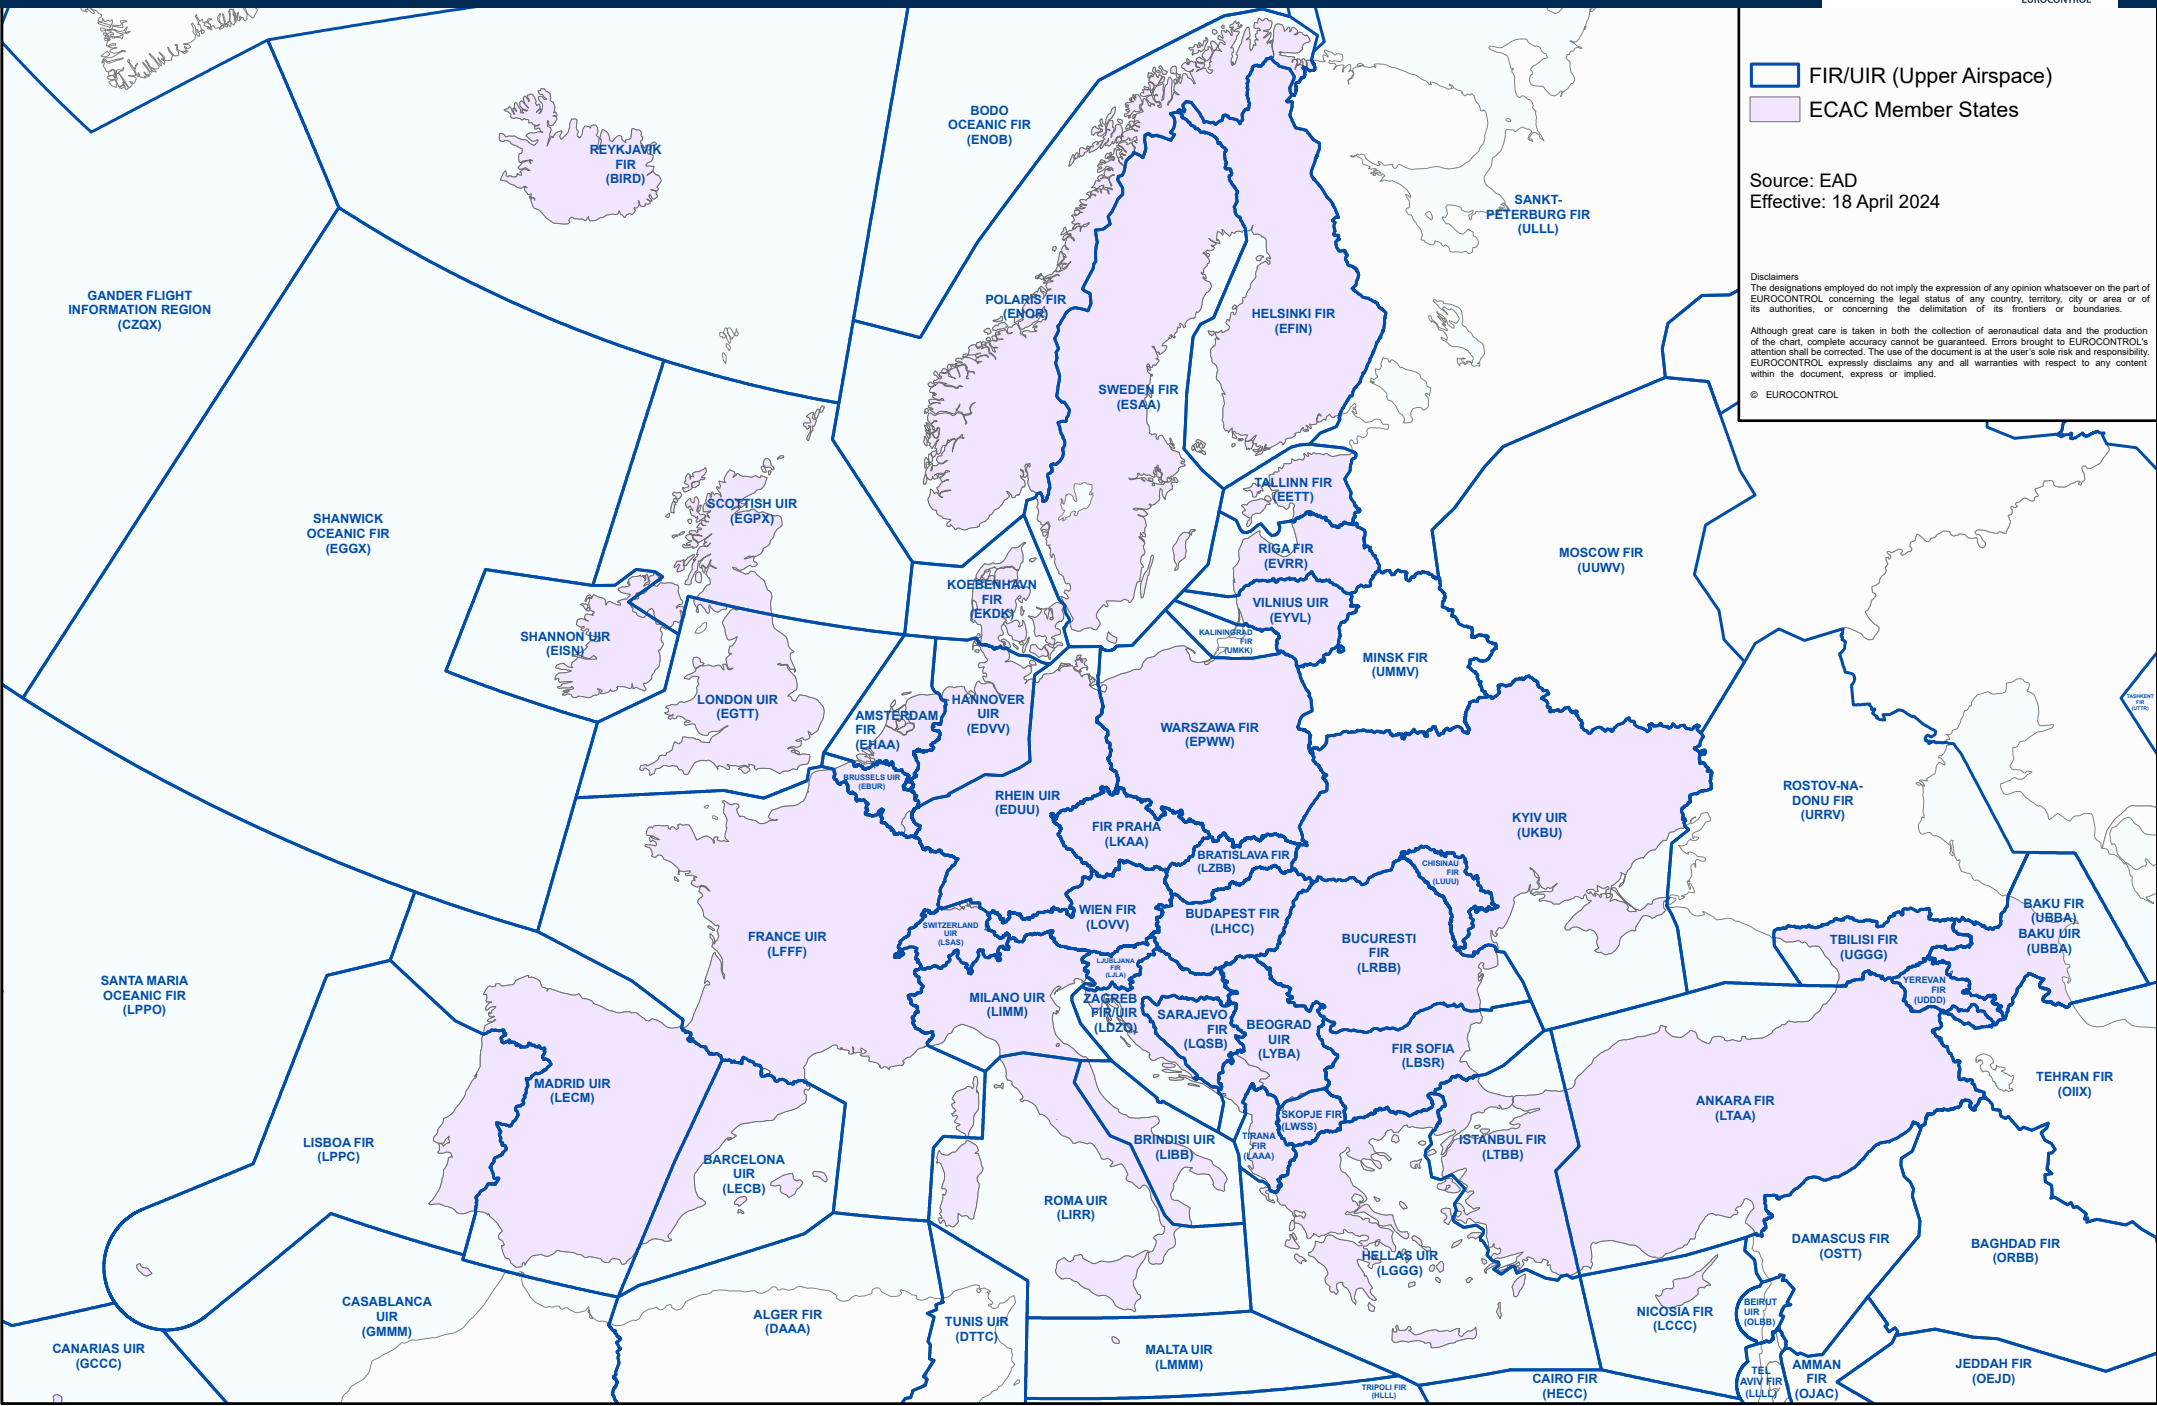 EUROCONTROL
FIR/UIR (Upper Airspace)
ECAC Member States
Source: EAD
Effective: 18 April 2024
Disclaimers
The designations employed do not imply the expression of any opinion whatsoever on the part of
EUROCONTROL concerning the legal status of any country, territory, city or area or of
its authorities, or concerning the delimitation of its frontiers or boundaries.
Although great care is taken in both the collection of aeronautical data and the production
of the chart, complete accuracy cannot be guaranteed. Errors brought to EUROCONTROL's
attention shall be corrected. The use of the document is at the user's sole risk and responsibility.
EUROCONTROL expressly disclaims any and all warranties with respect to any content
within the document, express or implied.
© EUROCONTROL
BODO
OCEANIC FIR
(ENOB)
REYKJAVIK
FIR
(BIRD)
SANKT-
PETERBURG FIR
(ULLL)
GANDER FLIGHT
INFORMATION REGION
(CZQX)
POLARIS FIR
(ENOR)
HELSINKI FIR
(EFIN)
SWEDEN FIR
(ESAA)
TALLINN FIR
(EETT)
SCOTTISH UIR
(EGPX)
SHANWICK
OCEANIC FIR
(EGGX)
RIGA FIR
(EVRR)
MOSCOW FIR
(UUWV)
KOEBENHAVN
FIR
(EKDK)
VILNIUS UIR
(EYVL)
KALININGRAD
FIR
(UMKK)
SHANNON UIR
(EISN)
MINSK FIR
(UMMV)
LONDON UIR
(EGTT)
AMSTERDAM
FIR
(EHAA)
HANNOVER
UIR
(EDVV)
WARSZAWA FIR
(EPWW)
TASHKENT
FIR
(UTTR)
BRUSSELS UIR
(EBUR)
RHEIN UIR
(EDUU)
ROSTOV-NA-
DONU FIR
(URRV)
FIR PRAHA
(LKAA)
KYIV UIR
(UKBU)
BRATISLAVA FIR
(LZBB)
CHISINAU
FIR
(LUUU)
WIEN FIR
(LOVV)
BUDAPEST FIR
(LHCC)
SWITZERLAND
UIR
(LSAS)
FRANCE UIR
(LFFF)
BUCURESTI
FIR
(LRBB)
TBILISI FIR
(UGGG)
BAKU FIR
(UBBA)
BAKU UIR
(UBBA)
LJUBLJANA
FIR
(LJLA)
YEREVAN
FIR
(UDDD)
SANTA MARIA
OCEANIC FIR
(LPPO)
MILANO UIR
(LIMM)
ZAGREB
FIR/UIR
(LDZO)
SARAJEVO
FIR
(LQSB)
BEOGRAD
UIR
(LYBA)
FIR SOFIA
(LBSR)
MADRID UIR
(LECM)
TEHRAN FIR
(OIIX)
ANKARA FIR
(LTAA)
SKOPJE FIR
(LWSS)
LISBOA FIR
(LPPC)
BARCELONA
UIR
(LECB)
BRINDISI UIR
(LIBB)
TIRANA
FIR
(LAAA)
ISTANBUL FIR
(LTBB)
ROMA UIR
(LIRR)
HELLAS UIR
(LGGG)
DAMASCUS FIR
(OSTT)
BAGHDAD FIR
(ORBB)
CASABLANCA
UIR
(GMMM)
ALGER FIR
(DAAA)
TUNIS UIR
(DTTC)
NICOSIA FIR
(LCCC)
BEIRUT
UIR
(OLBB)
CANARIAS UIR
(GCCC)
MALTA UIR
(LMMM)
TRIPOLI FIR
(HLLL)
CAIRO FIR
(HECC)
TEL
AVIV FIR
(LLLL)
AMMAN
FIR
(OJAC)
JEDDAH FIR
(OEJD)